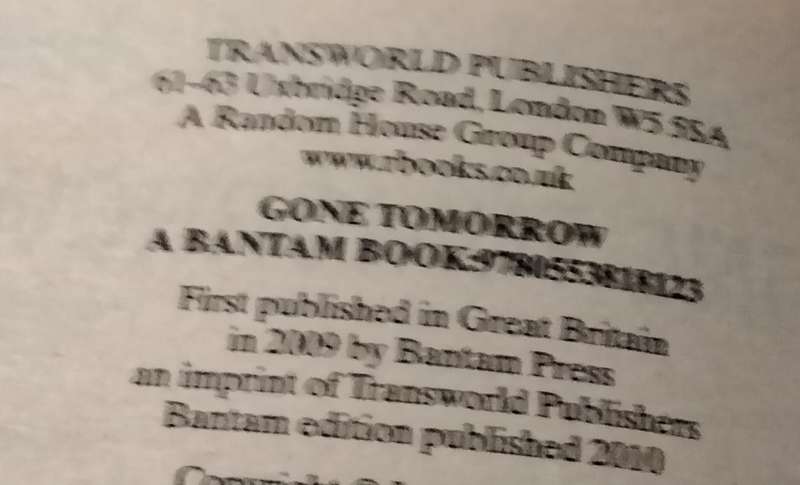 TRANSWORLD PUBLISHERS
61–63 Uxbridge Road, London W5 5SA
A Random House Group Company
www.rbooks.co.uk
GONE TOMORROW
A BANTAM BOOK: 9780553818123
First published in Great Britain
in 2009 by Bantam Press
an imprint of Transworld Publishers
Bantam edition published 2010
Copyright ©